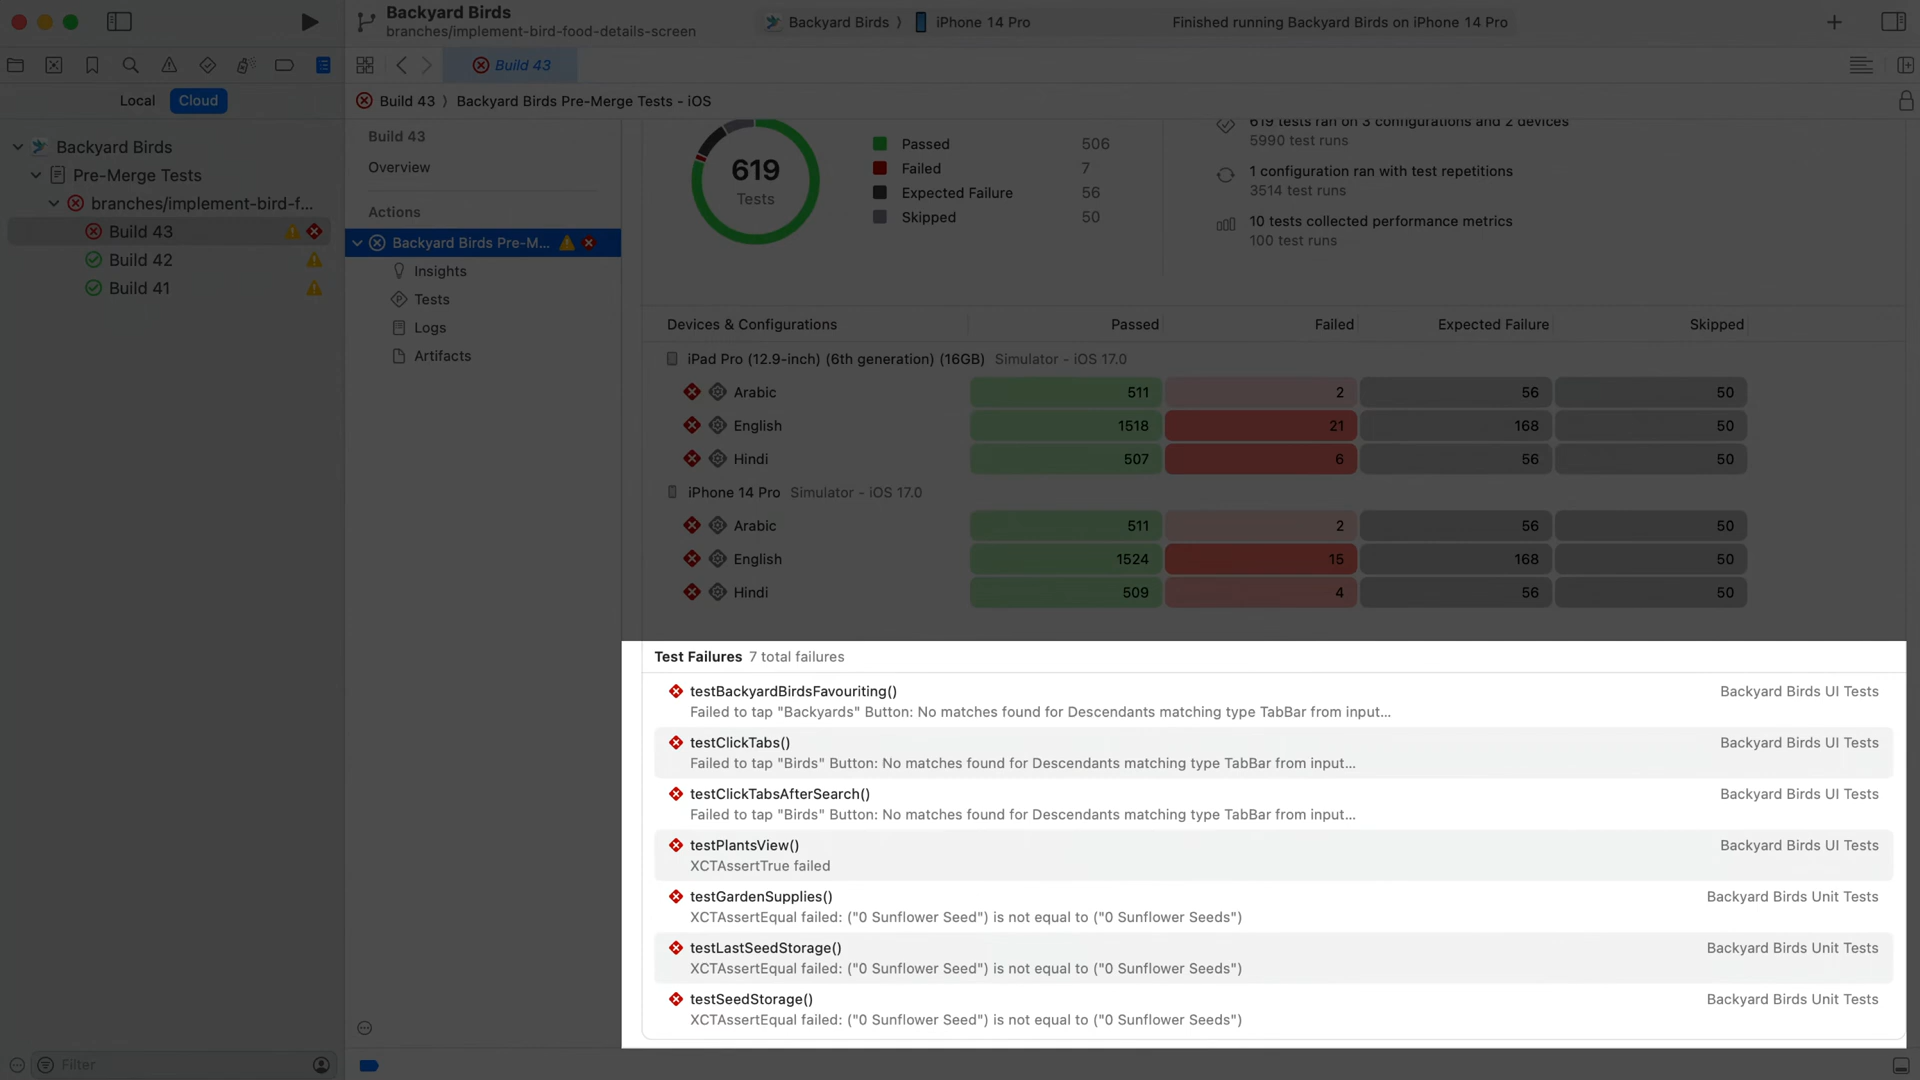 Backyard Birds
branches/implement-bird-food-details-screen
Backyard Birds
iPhone 14 Pro
Finished running Backyard Birds on iPhone 14 Pro
Build 43
Local
Cloud
Build 43
Backyard Birds Pre-Merge Tests - iOS
Backyard Birds
Pre-Merge Tests
branches/implement-bird-f...
Build 43
Build 42
Build 41
Filter
Build 43
Overview
Actions
Backyard Birds Pre-M...
Insights
Tests
Logs
Artifacts
619
Tests
Passed 506
Failed 7
Expected Failure 56
Skipped 50
619 tests ran on 3 configurations and 2 devices
5990 test runs
1 configuration ran with test repetitions
3514 test runs
10 tests collected performance metrics
100 test runs
Devices & Configurations Passed Failed Expected Failure Skipped
iPad Pro (12.9-inch) (6th generation) (16GB) Simulator - iOS 17.0
Arabic 511 2 56 50
English 1518 21 168 50
Hindi 507 6 56 50
iPhone 14 Pro Simulator - iOS 17.0
Arabic 511 2 56 50
English 1524 15 168 50
Hindi 509 4 56 50
Test Failures 7 total failures
testBackyardBirdsFavouriting() Backyard Birds UI Tests
Failed to tap "Backyards" Button: No matches found for Descendants matching type TabBar from input...
testClickTabs() Backyard Birds UI Tests
Failed to tap "Birds" Button: No matches found for Descendants matching type TabBar from input...
testClickTabsAfterSearch() Backyard Birds UI Tests
Failed to tap "Birds" Button: No matches found for Descendants matching type TabBar from input...
testPlantsView() Backyard Birds UI Tests
XCTAssertTrue failed
testGardenSupplies() Backyard Birds Unit Tests
XCTAssertEqual failed: ("0 Sunflower Seed") is not equal to ("0 Sunflower Seeds")
testLastSeedStorage() Backyard Birds Unit Tests
XCTAssertEqual failed: ("0 Sunflower Seed") is not equal to ("0 Sunflower Seeds")
testSeedStorage() Backyard Birds Unit Tests
XCTAssertEqual failed: ("0 Sunflower Seed") is not equal to ("0 Sunflower Seeds")